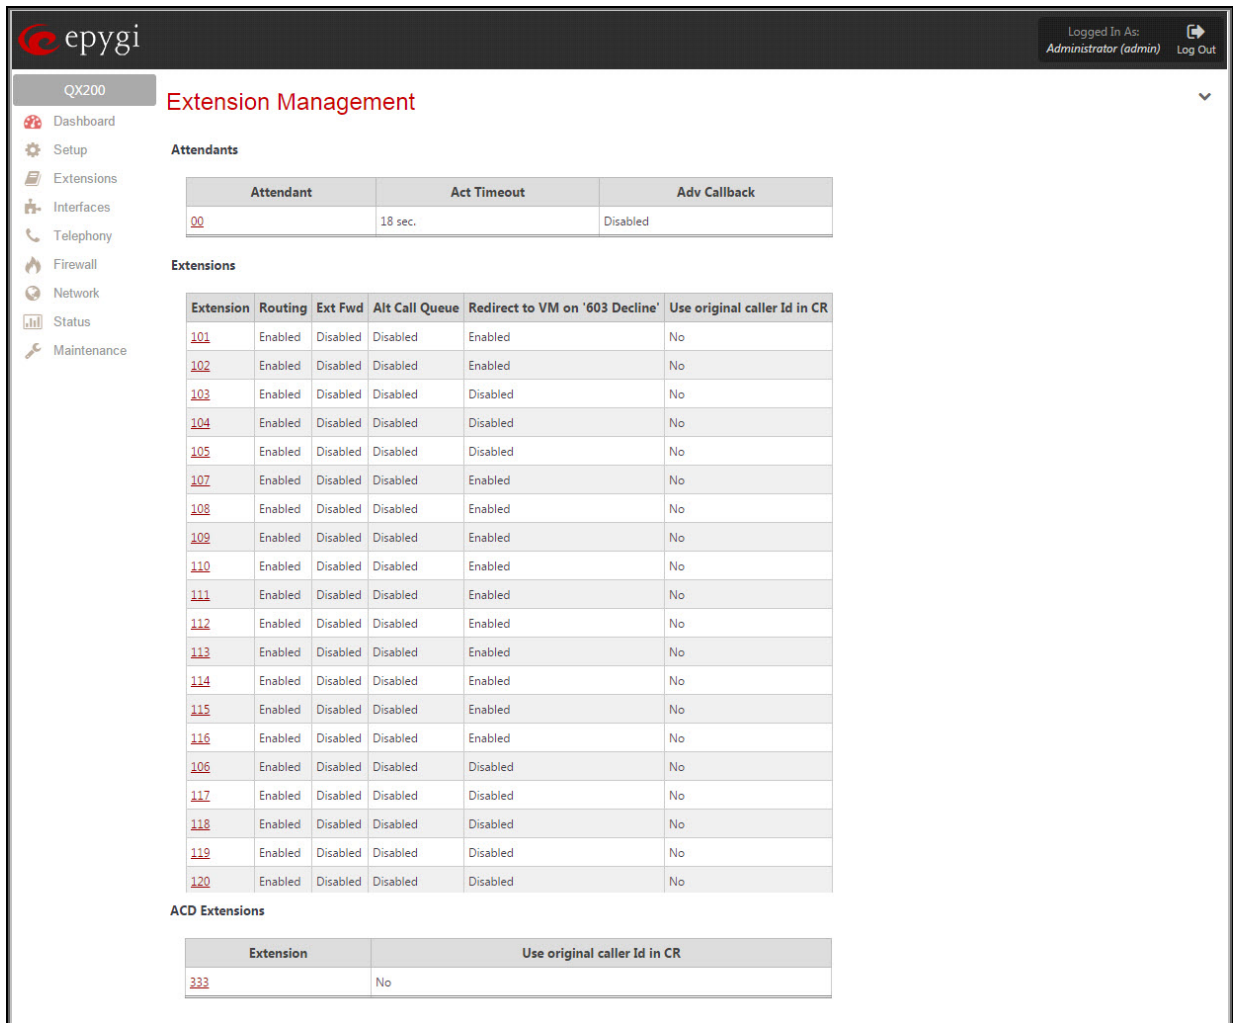 epygi
Logged In As:
Administrator (admin)
Log Out
QX200
Dashboard
Setup
Extensions
Interfaces
Telephony
Firewall
Network
Status
Maintenance
Extension Management
Attendants
Attendant Act Timeout Adv Callback
00 18 sec. Disabled
Extensions
Extension Routing Ext Fwd Alt Call Queue Redirect to VM on '603 Decline' Use original caller Id in CR
101 Enabled Disabled Disabled Enabled No
102 Enabled Disabled Disabled Enabled No
103 Enabled Disabled Disabled Disabled No
104 Enabled Disabled Disabled Disabled No
105 Enabled Disabled Disabled Disabled No
107 Enabled Disabled Disabled Enabled No
108 Enabled Disabled Disabled Enabled No
109 Enabled Disabled Disabled Enabled No
110 Enabled Disabled Disabled Enabled No
111 Enabled Disabled Disabled Enabled No
112 Enabled Disabled Disabled Enabled No
113 Enabled Disabled Disabled Enabled No
114 Enabled Disabled Disabled Enabled No
115 Enabled Disabled Disabled Enabled No
116 Enabled Disabled Disabled Enabled No
106 Enabled Disabled Disabled Disabled No
117 Enabled Disabled Disabled Disabled No
118 Enabled Disabled Disabled Disabled No
119 Enabled Disabled Disabled Disabled No
120 Enabled Disabled Disabled Disabled No
ACD Extensions
Extension Use original caller Id in CR
333 No